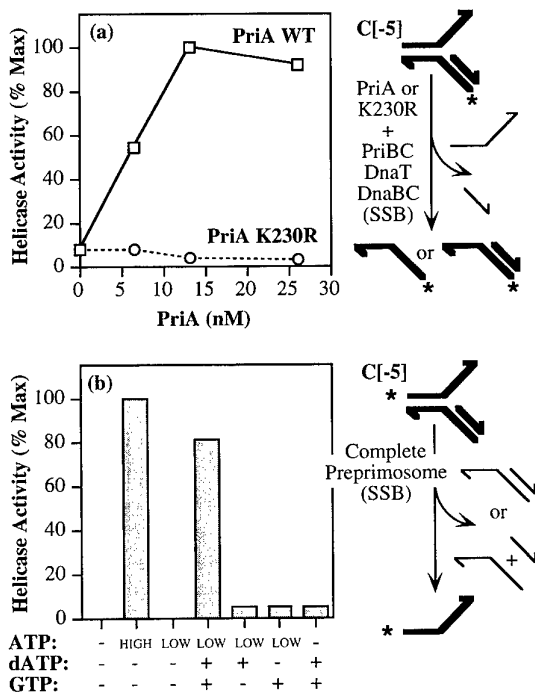 (a)
PriA WT
PriA K230R
Helicase Activity (% Max)
100
80
60
40
20
0
0 5 10 15 20 25 30
PriA (nM)
C[-5]
*
PriA or
K230R
+
PriBC
DnaT
DnaBC
(SSB)
or
* *
(b)
Helicase Activity (% Max)
100
80
60
40
20
0
ATP: - HIGH LOW LOW LOW LOW -
dATP: - - - + + - +
GTP: - - - + - + +
C[-5]
*
Complete
Preprimosome
(SSB)
or
+
*